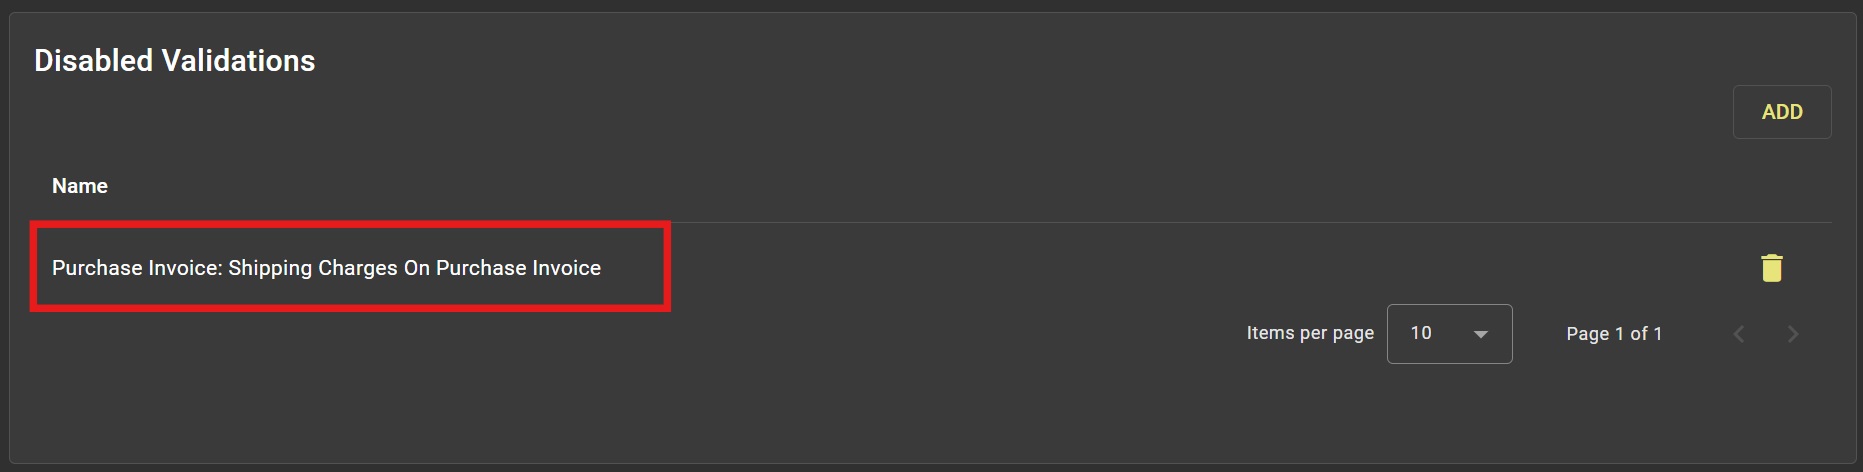 Disabled Validations
ADD
Name
Purchase Invoice: Shipping Charges On Purchase Invoice
Items per page 10 Page 1 of 1